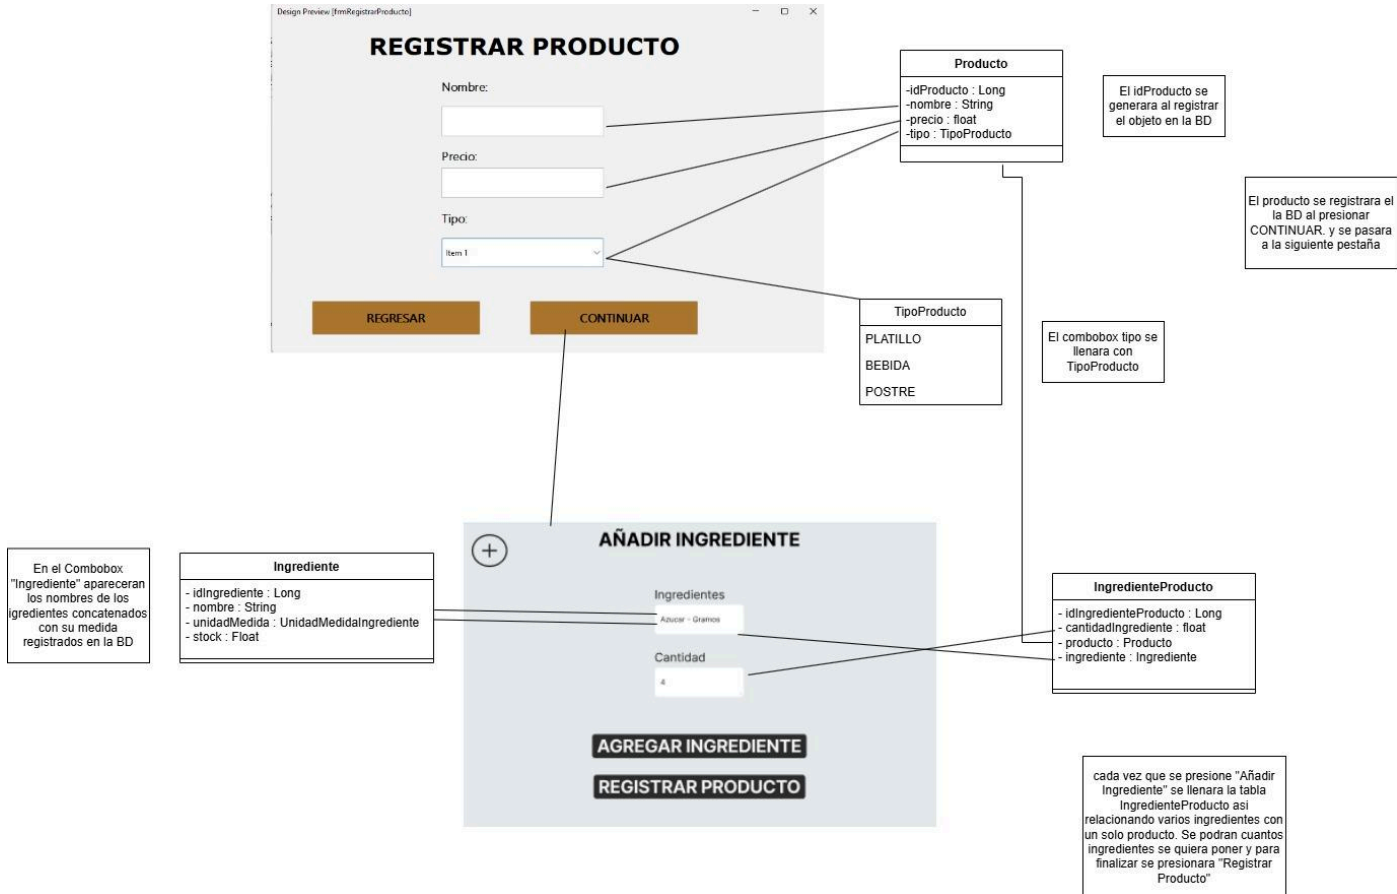 Design Preview [frmRegistrarProducto]
REGISTRAR PRODUCTO
Nombre:
Precio:
Tipo:
Item 1
REGRESAR
CONTINUAR
Producto
-idProducto : Long
-nombre : String
-precio : float
-tipo : TipoProducto
El idProducto se
generara al registrar
el objeto en la BD
El producto se registrara el
la BD al presionar
CONTINUAR. y se pasara
a la siguiente pestaña
TipoProducto
PLATILLO
BEBIDA
POSTRE
El combobox tipo se
llenara con
TipoProducto
En el Combobox
"Ingrediente" apareceran
los nombres de los
igredientes concatenados
con su medida
registrados en la BD
Ingrediente
- idIngrediente : Long
- nombre : String
- unidadMedida : UnidadMedidaIngrediente
- stock : Float
AÑADIR INGREDIENTE
Ingredientes
Azucar - Gramos
Cantidad
4
AGREGAR INGREDIENTE
REGISTRAR PRODUCTO
IngredienteProducto
- idIngredienteProducto : Long
- cantidadIngrediente : float
- producto : Producto
- ingrediente : Ingrediente
cada vez que se presione "Añadir
Ingrediente" se llenara la tabla
IngredienteProducto asi
relacionando varios ingredientes con
un solo producto. Se podran cuantos
ingredientes se quiera poner y para
finalizar se presionara "Registrar
Producto"